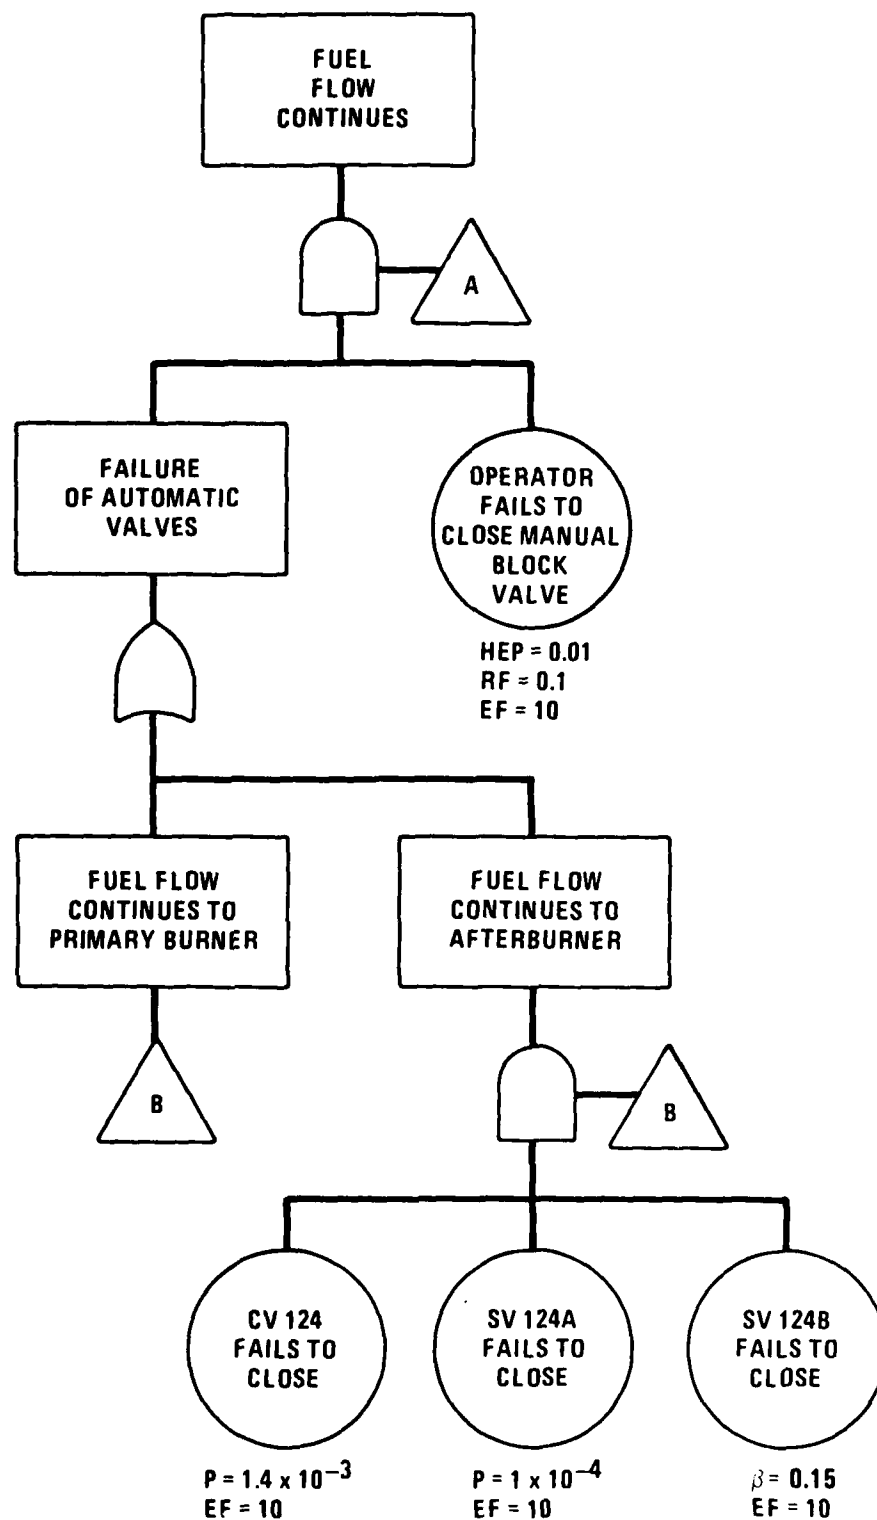 FUEL
FLOW
CONTINUES
A
FAILURE
OF AUTOMATIC
VALVES
OPERATOR
FAILS TO
CLOSE MANUAL
BLOCK
VALVE
HEP = 0.01
RF = 0.1
EF = 10
FUEL FLOW
CONTINUES TO
PRIMARY BURNER
FUEL FLOW
CONTINUES TO
AFTERBURNER
B
B
CV 124
FAILS TO
CLOSE
SV 124A
FAILS TO
CLOSE
SV 124B
FAILS TO
CLOSE
P = 1.4 x 10⁻³
EF = 10
P = 1 x 10⁻⁴
EF = 10
β = 0.15
EF = 10